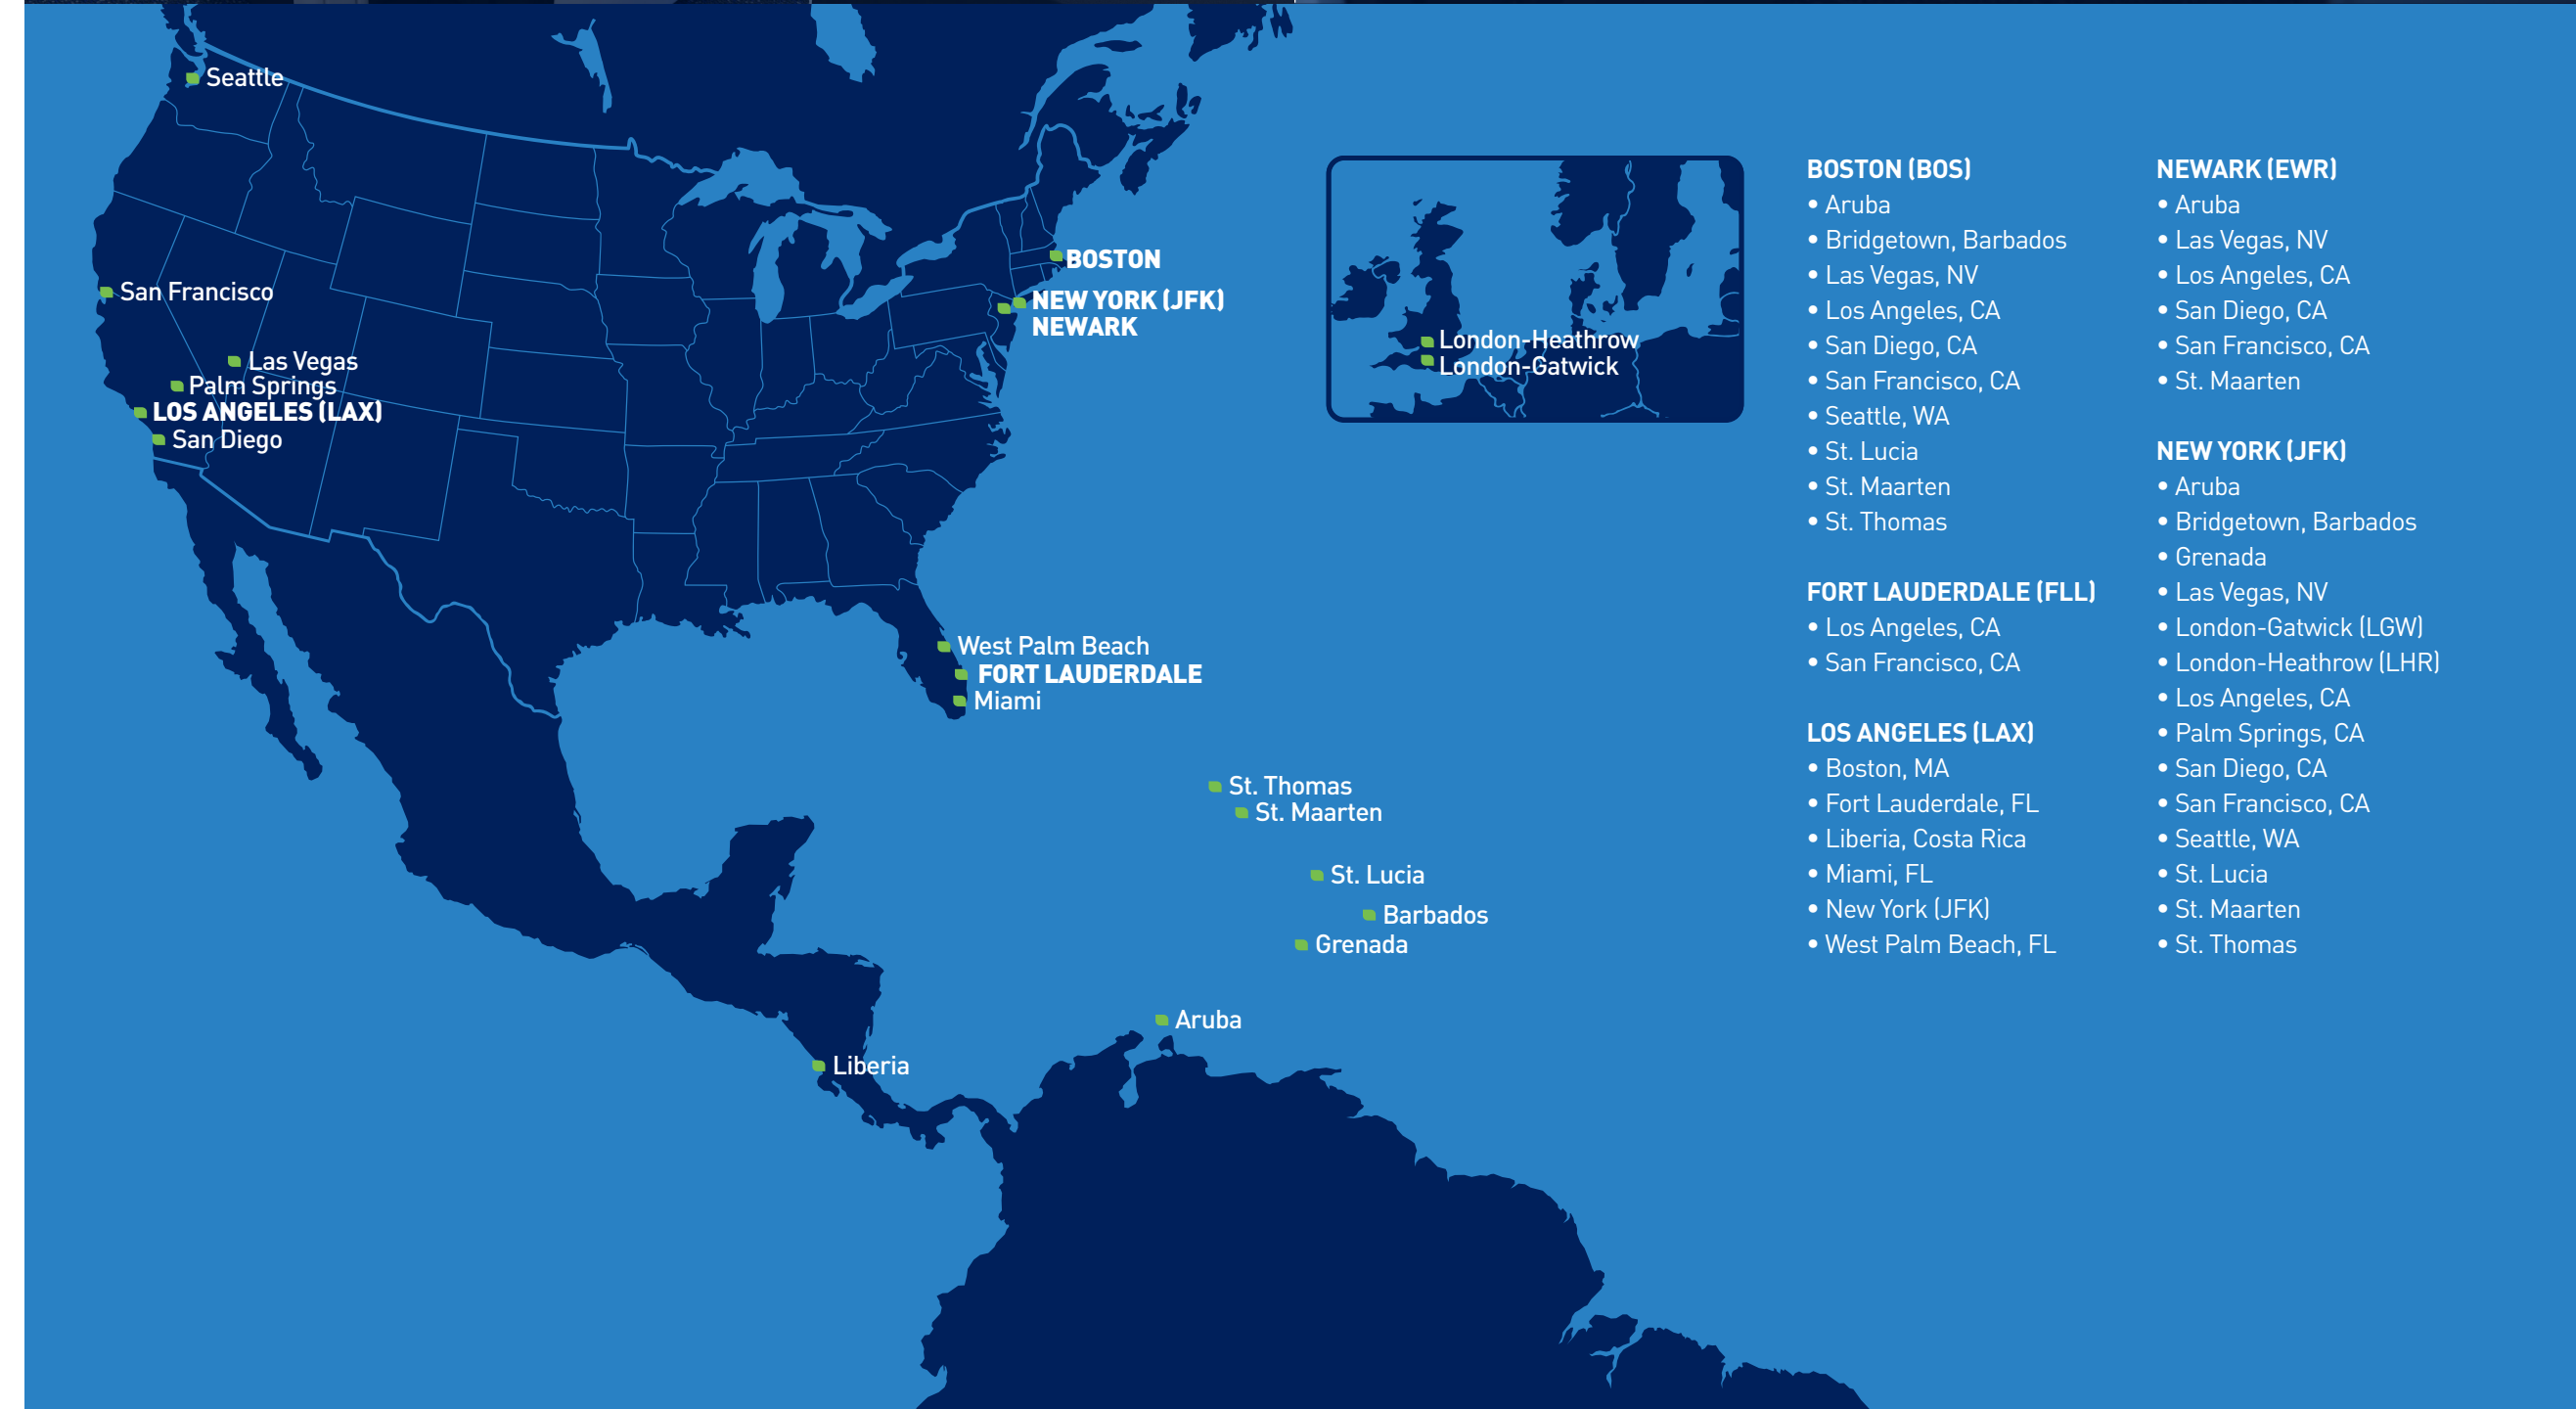 Seattle
San Francisco
Las Vegas
Palm Springs
LOS ANGELES (LAX)
San Diego
BOSTON
NEW YORK (JFK)
NEWARK
West Palm Beach
FORT LAUDERDALE
Miami
St. Thomas
St. Maarten
St. Lucia
Barbados
Grenada
Aruba
Liberia
London-Heathrow
London-Gatwick
BOSTON (BOS)
• Aruba
• Bridgetown, Barbados
• Las Vegas, NV
• Los Angeles, CA
• San Diego, CA
• San Francisco, CA
• Seattle, WA
• St. Lucia
• St. Maarten
• St. Thomas
FORT LAUDERDALE (FLL)
• Los Angeles, CA
• San Francisco, CA
LOS ANGELES (LAX)
• Boston, MA
• Fort Lauderdale, FL
• Liberia, Costa Rica
• Miami, FL
• New York (JFK)
• West Palm Beach, FL
NEWARK (EWR)
• Aruba
• Las Vegas, NV
• Los Angeles, CA
• San Diego, CA
• San Francisco, CA
• St. Maarten
NEW YORK (JFK)
• Aruba
• Bridgetown, Barbados
• Grenada
• Las Vegas, NV
• London-Gatwick (LGW)
• London-Heathrow (LHR)
• Los Angeles, CA
• Palm Springs, CA
• San Diego, CA
• San Francisco, CA
• Seattle, WA
• St. Lucia
• St. Maarten
• St. Thomas